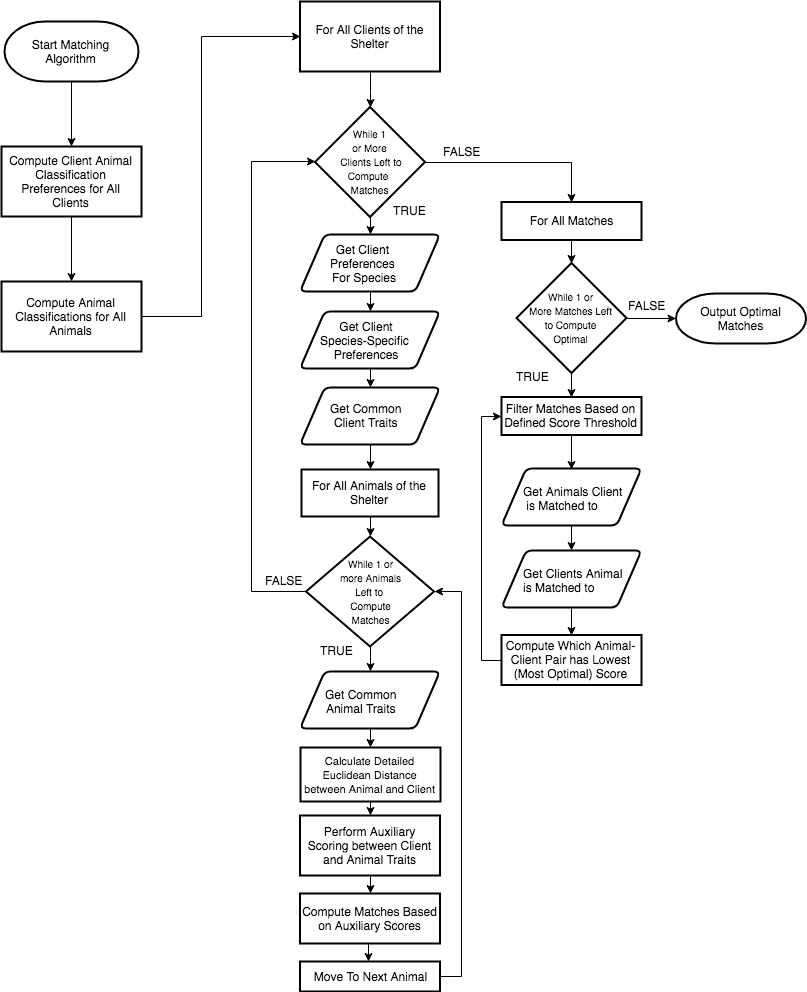 Start Matching
Algorithm
Compute Client Animal
Classification
Preferences for All
Clients
Compute Animal
Classifications for All
Animals
For All Clients of the
Shelter
While 1
or More
Clients Left to
Compute
Matches
FALSE
TRUE
Get Client
Preferences
For Species
Get Client
Species-Specific
Preferences
Get Common
Client Traits
For All Animals of the
Shelter
While 1 or
more Animals
Left to
Compute
Matches
FALSE
TRUE
Get Common
Animal Traits
Calculate Detailed
Euclidean Distance
between Animal and Client
Perform Auxiliary
Scoring between Client
and Animal Traits
Compute Matches Based
on Auxiliary Scores
Move To Next Animal
For All Matches
While 1 or
More Matches Left
to Compute
Optimal
FALSE
Output Optimal
Matches
TRUE
Filter Matches Based on
Defined Score Threshold
Get Animals Client
is Matched to
Get Clients Animal
is Matched to
Compute Which Animal-
Client Pair has Lowest
(Most Optimal) Score